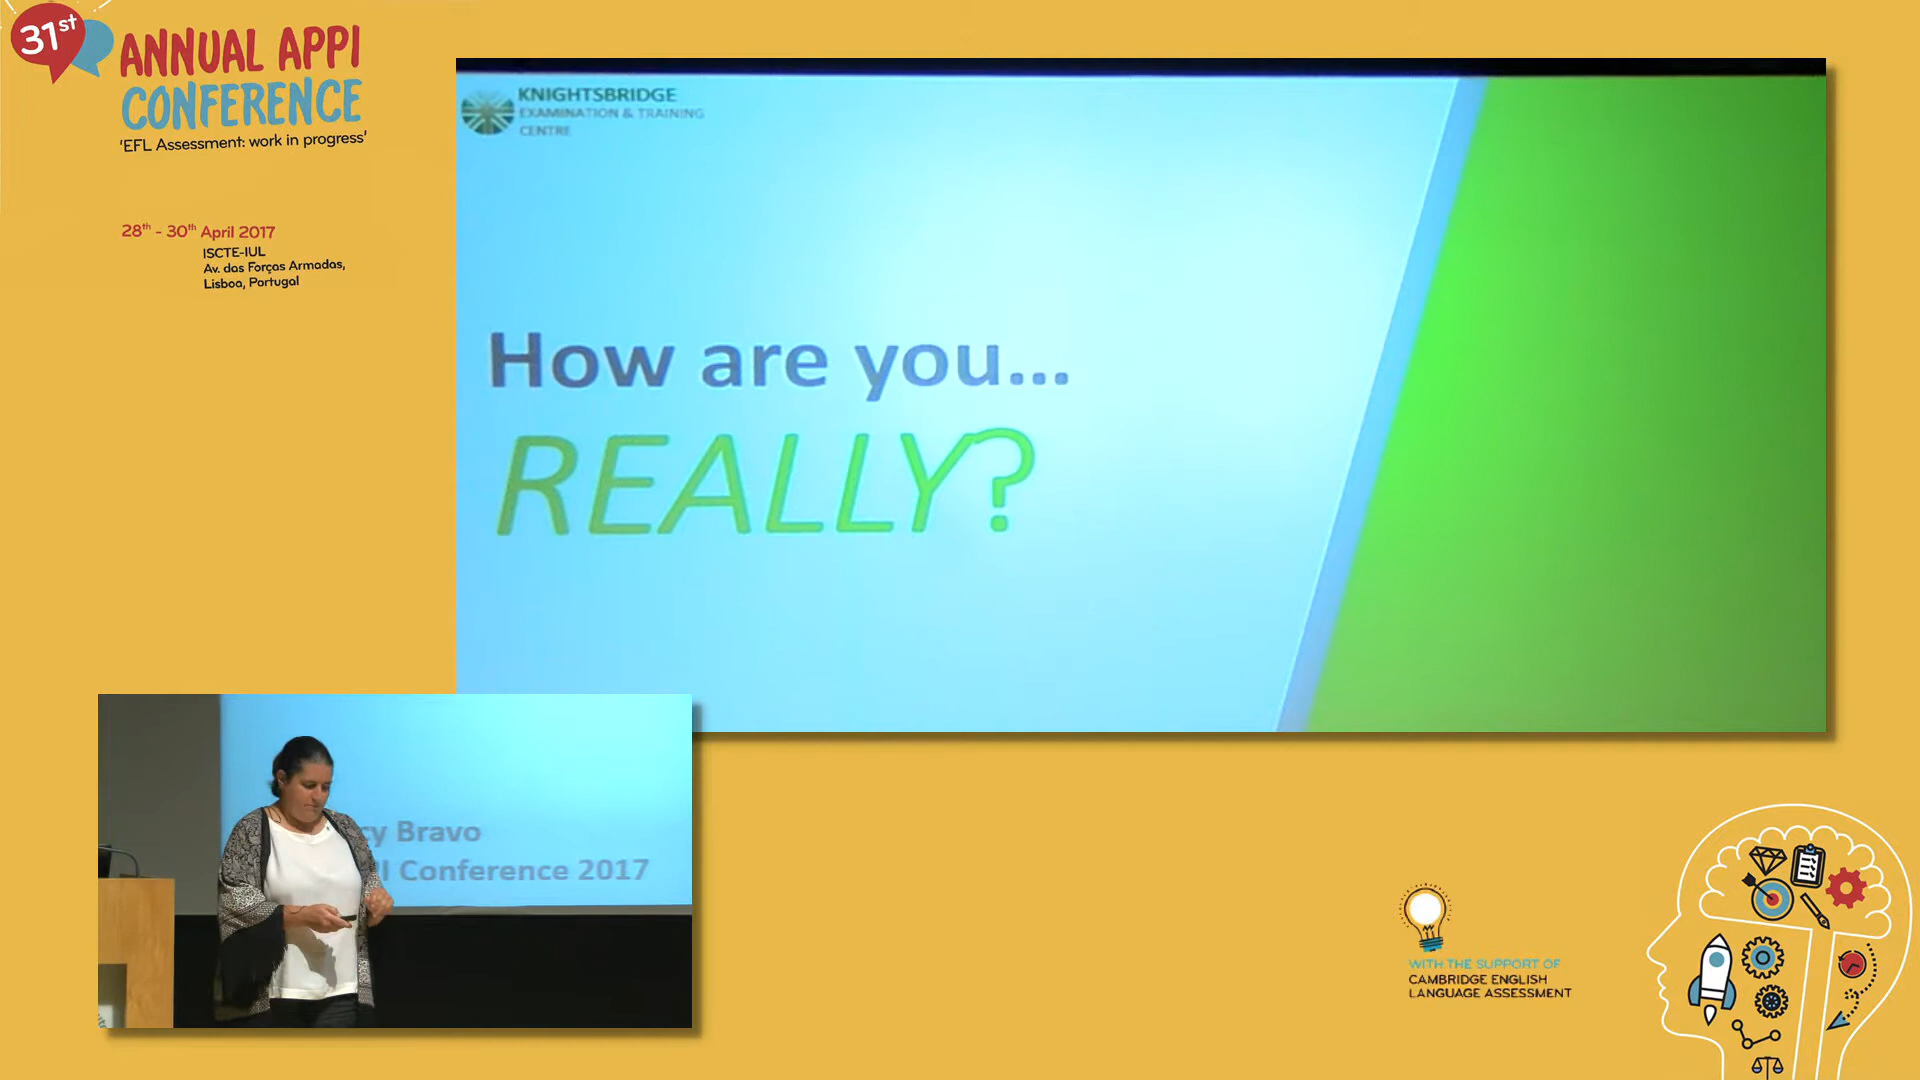 31st
ANNUAL APPI
CONFERENCE
'EFL Assessment: work in progress'
28th - 30th April 2017
ISCTE-IUL
Av. das Forças Armadas,
Lisboa, Portugal
KNIGHTSBRIDGE
EXAMINATION & TRAINING
CENTRE
How are you...
REALLY?
cy Bravo
I Conference 2017
WITH THE SUPPORT OF
CAMBRIDGE ENGLISH
LANGUAGE ASSESSMENT